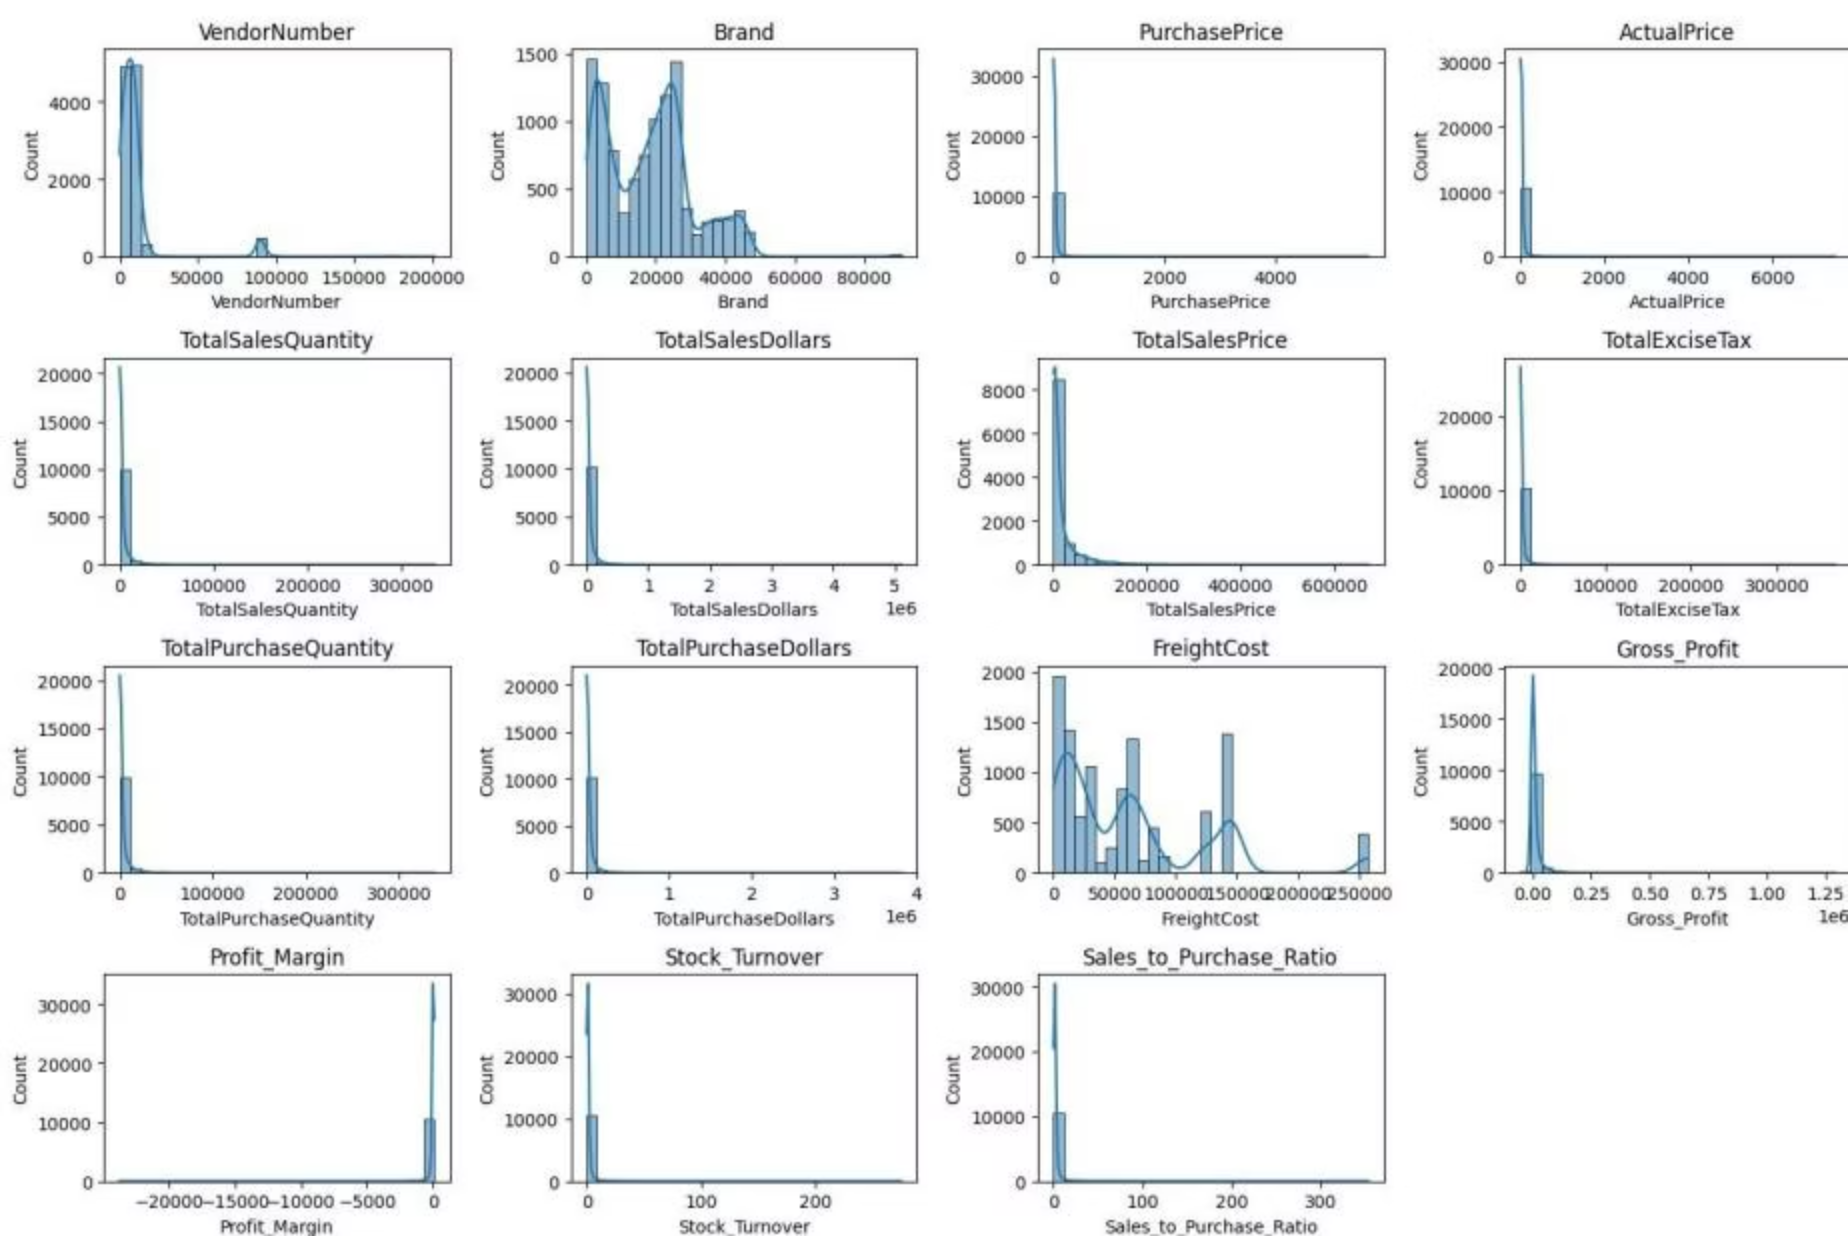 VendorNumber
Count
4000
2000
0
0 50000 100000 150000 200000
VendorNumber
Brand
Count
1500
1000
500
0
0 20000 40000 60000 80000
Brand
PurchasePrice
Count
30000
20000
10000
0
0 2000 4000
PurchasePrice
ActualPrice
Count
30000
20000
10000
0
0 2000 4000 6000
ActualPrice
TotalSalesQuantity
Count
20000
15000
10000
5000
0
0 100000 200000 300000
TotalSalesQuantity
TotalSalesDollars
Count
20000
15000
10000
5000
0
0 1 2 3 4 5
1e6
TotalSalesDollars
TotalSalesPrice
Count
8000
6000
4000
2000
0
0 200000 400000 600000
TotalSalesPrice
TotalExciseTax
Count
20000
10000
0
0 100000 200000 300000
TotalExciseTax
TotalPurchaseQuantity
Count
20000
15000
10000
5000
0
0 100000 200000 300000
TotalPurchaseQuantity
TotalPurchaseDollars
Count
20000
15000
10000
5000
0
0 1 2 3 4
1e6
TotalPurchaseDollars
FreightCost
Count
2000
1500
1000
500
0
0 50000 100000 150000 200000 250000
FreightCost
Gross_Profit
Count
20000
15000
10000
5000
0
0.00 0.25 0.50 0.75 1.00 1.25
1e6
Gross_Profit
Profit_Margin
Count
30000
20000
10000
0
−20000 −15000 −10000 −5000 0
Profit_Margin
Stock_Turnover
Count
30000
20000
10000
0
0 100 200
Stock_Turnover
Sales_to_Purchase_Ratio
Count
30000
20000
10000
0
0 100 200 300
Sales_to_Purchase_Ratio